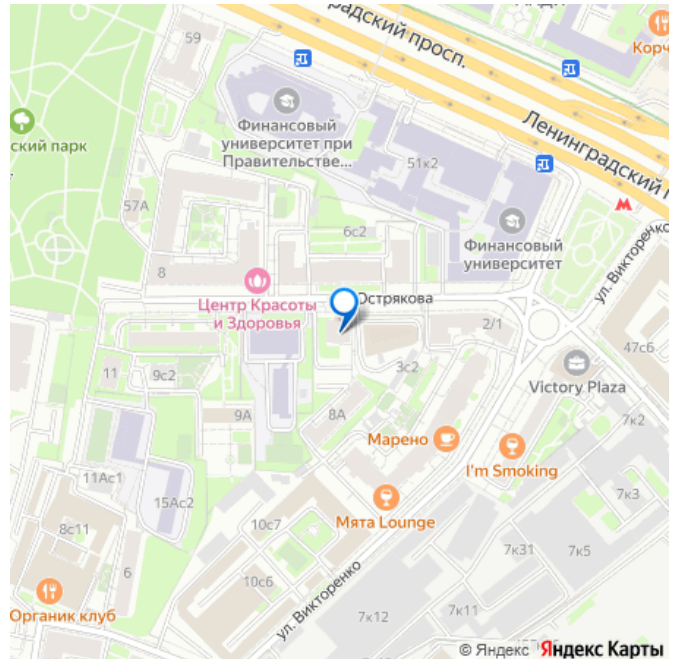 59
градский просп.
Корч
Финансовый
университет при
Правительстве...
51к2
Ленинградский п
ский парк
57А
6с2
Финансовый
университет
ул. Викторенко
8
Центр Красоты
и Здоровья
Острякова
2/1
47с6
11
9с2
3с2
Victory Plaza
9А
8А
Марено
7к2
I'm Smoking
11Ас1
15Ас2
7к3
8с11
10с7
Мята Lounge
7к31
7к5
6
10с6
Органик клуб
ул. Викторенко
7к12
7к11
© Яндекс Яндекс Карты